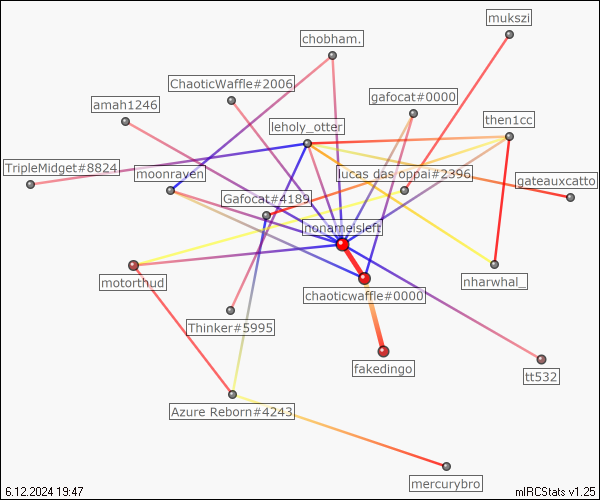 mukszi
chobham.
ChaoticWaffle#2006
gafocat#0000
amah1246
then1cc
leholy_otter
TripleMidget#8824
moonraven
lucas das oppai#2396
gateauxcatto
Gafocat#4189
nonameisleft
motorthud
nharwhal_
chaoticwaffle#0000
Thinker#5995
fakedingo
tt532
Azure Reborn#4243
mercurybro
6.12.2024 19:47
mIRCStats v1.25